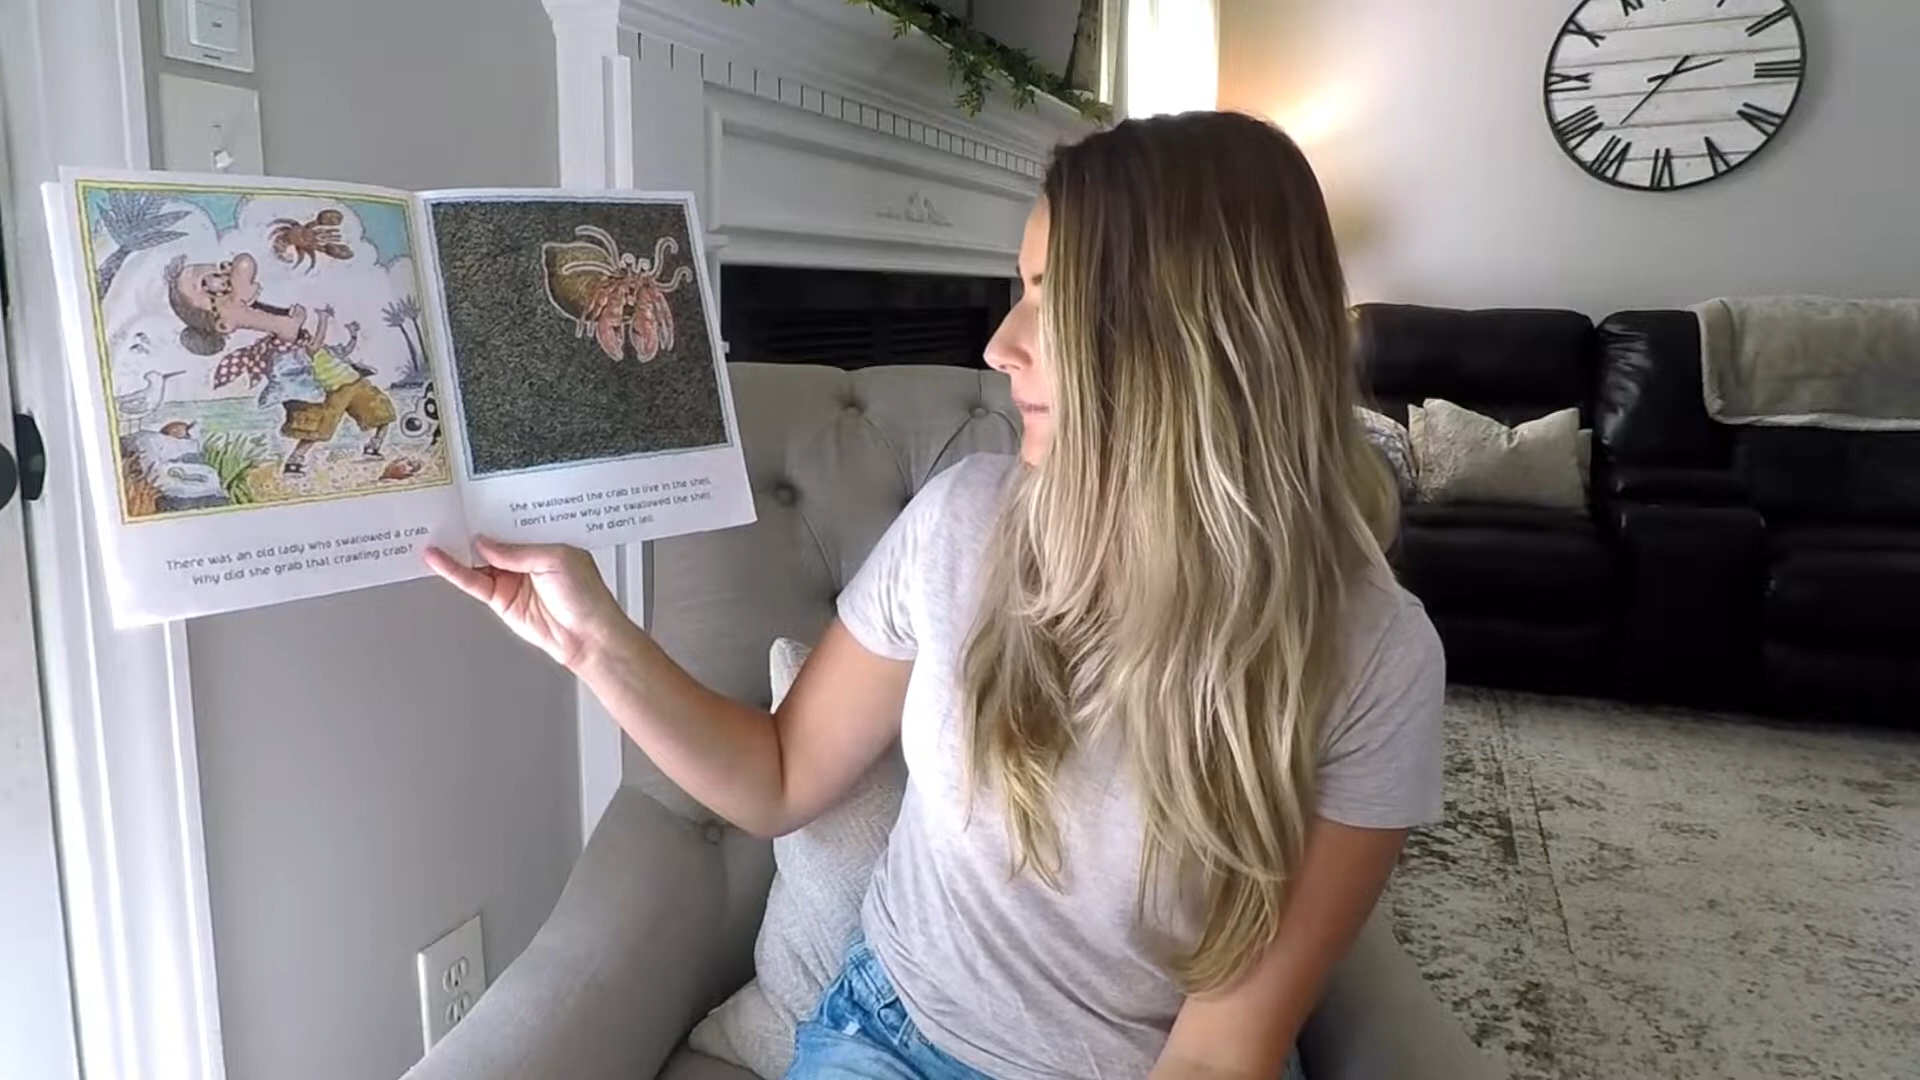 There was an old lady who swallowed a crab.
Why did she grab that crawling crab?
She swallowed the crab to live in the shell.
I don't know why she swallowed the shell.
She didn't tell.